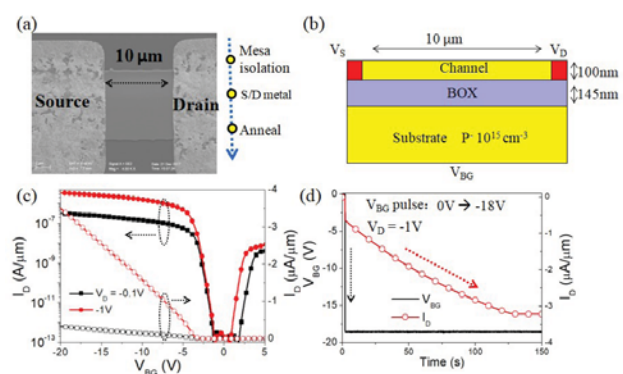 (a)
10 μm
Source
Drain
Mesa
isolation
S/D metal
Anneal
(b)
10 μm
V_S
V_D
Channel
100nm
BOX
145nm
Substrate P⁻ 10¹⁵ cm⁻³
V_BG
(c)
I_D (A/μm)
10⁻⁷
10⁻⁹
10⁻¹¹
10⁻¹³
V_D = -0.1V
-1V
-4
-3
-2
-1
0
I_D (μA/μm)
-20 -15 -10 -5 0 5
V_BG (V)
(d)
V_BG pulse: 0V → -18V
V_D = -1V
V_BG (V)
0
-5
-10
-15
-20
V_BG
I_D
0
-1
-2
-3
-4
I_D (μA/μm)
0 50 100 150
Time (s)